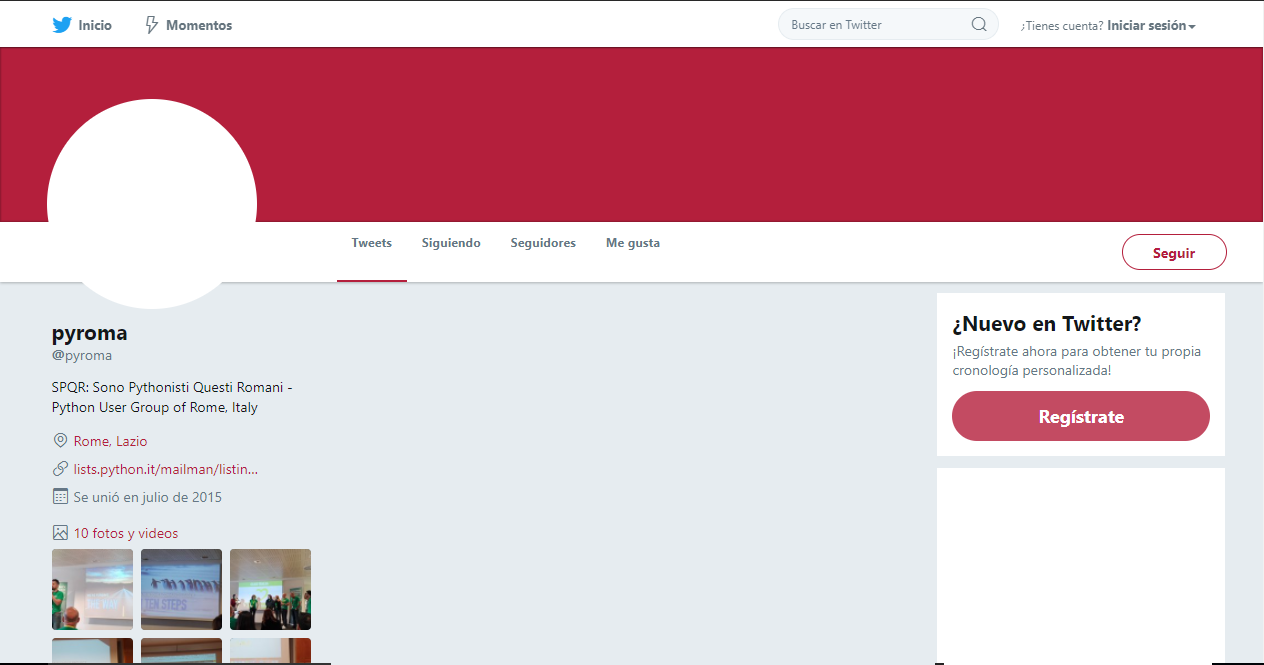 Inicio
Momentos
Buscar en Twitter
¿Tienes cuenta? Iniciar sesión
Tweets
Siguiendo
Seguidores
Me gusta
Seguir
pyroma
@pyroma
SPQR: Sono Pythonisti Questi Romani -
Python User Group of Rome, Italy
Rome, Lazio
lists.python.it/mailman/listin...
Se unió en julio de 2015
10 fotos y videos
TEN STEPS
¿Nuevo en Twitter?
¡Regístrate ahora para obtener tu propia
cronología personalizada!
Regístrate